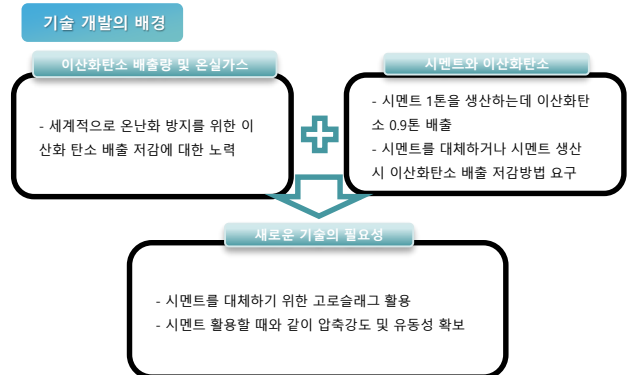 기술 개발의 배경
이산화탄소 배출량 및 온실가스
- 세계적으로 온난화 방지를 위한 이
산화 탄소 배출 저감에 대한 노력
시멘트와 이산화탄소
- 시멘트 1톤을 생산하는데 이산화탄
소 0.9톤 배출
- 시멘트를 대체하거나 시멘트 생산
시 이산화탄소 배출 저감방법 요구
새로운 기술의 필요성
- 시멘트를 대체하기 위한 고로슬래그 활용
- 시멘트 활용할 때와 같이 압축강도 및 유동성 확보